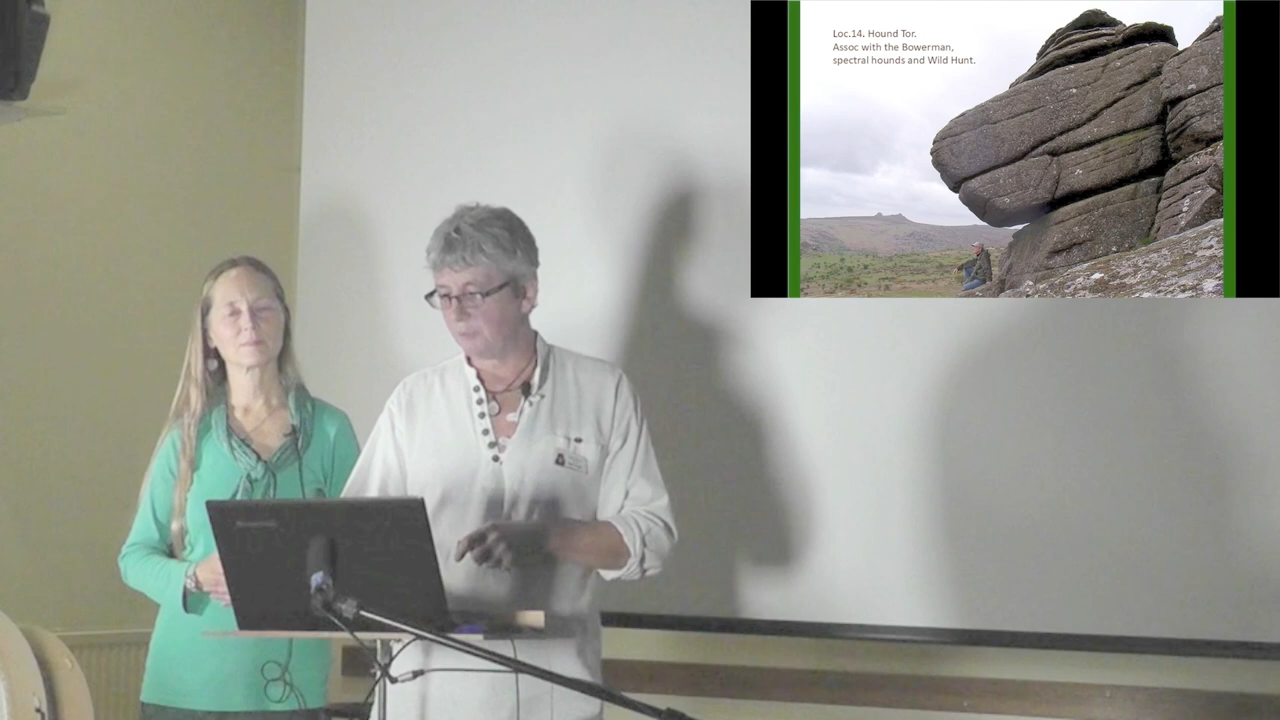 Loc.14. Hound Tor.
Assoc with the Bowerman,
spectral hounds and Wild Hunt.